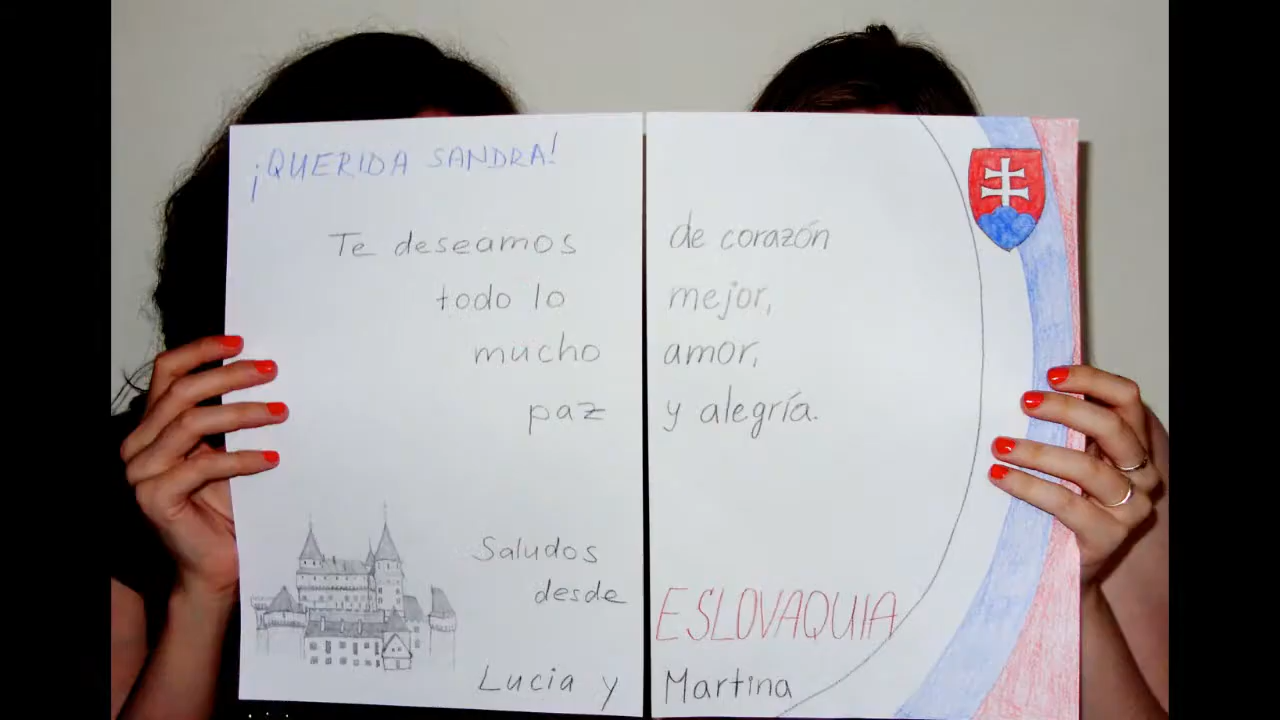 ¡QUERIDA SANDRA!
Te deseamos de corazón
todo lo mejor,
mucho amor,
paz y alegría.
Saludos
desde ESLOVAQUIA
Lucia y Martina